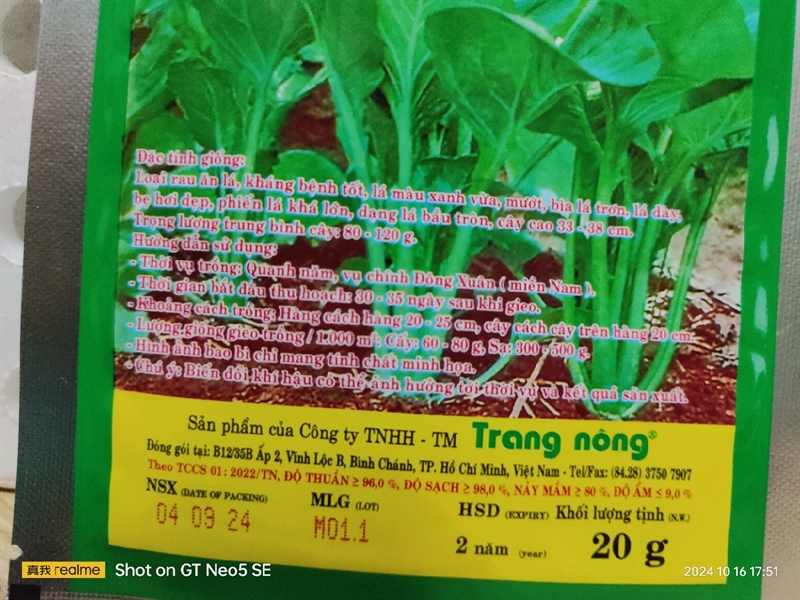 Đặc tính giống:
Loại rau ăn lá, kháng bệnh tốt, lá màu xanh vừa, mướt, bìa lá trơn, lá dày,
bẹ hơi dẹp, phiến lá khá lớn, dạng lá bầu tròn, cây cao 33 - 38 cm.
Trọng lượng trung bình cây: 80 - 120 g.
Hướng dẫn sử dụng:
- Thời vụ trồng: Quanh năm, vụ chính Đông Xuân ( miền Nam ).
- Thời gian bắt đầu thu hoạch: 30 - 35 ngày sau khi gieo.
- Khoảng cách trồng: Hàng cách hàng 20 - 25 cm, cây cách cây trên hàng 20 cm.
- Lượng giống gieo trồng / 1.000 m²: Cấy: 60 - 80 g, Sạ: 300 - 500 g.
- Hình ảnh bao bì chỉ mang tính chất minh họa.
- Chú ý: Biến đổi khí hậu có thể ảnh hưởng tới thời vụ và kết quả sản xuất.
Sản phẩm của Công ty TNHH - TM Trang nông®
Đóng gói tại: B12/35B Ấp 2, Vĩnh Lộc B, Bình Chánh, TP. Hồ Chí Minh, Việt Nam - Tel/Fax: (84.28) 3750 7907
Theo TCCS 01: 2022/TN, ĐỘ THUẦN ≥ 96,0 %, ĐỘ SẠCH ≥ 98,0 %, NẢY MẦM ≥ 80 %, ĐỘ ẨM ≤ 9,0 %
NSX (DATE OF PACKING) MLG (LOT) HSD (EXPIRY) Khối lượng tịnh (N.W.)
04 09 24 M01.1 2 năm (year) 20 g
真我 realme Shot on GT Neo5 SE 2024 10 16 17:51